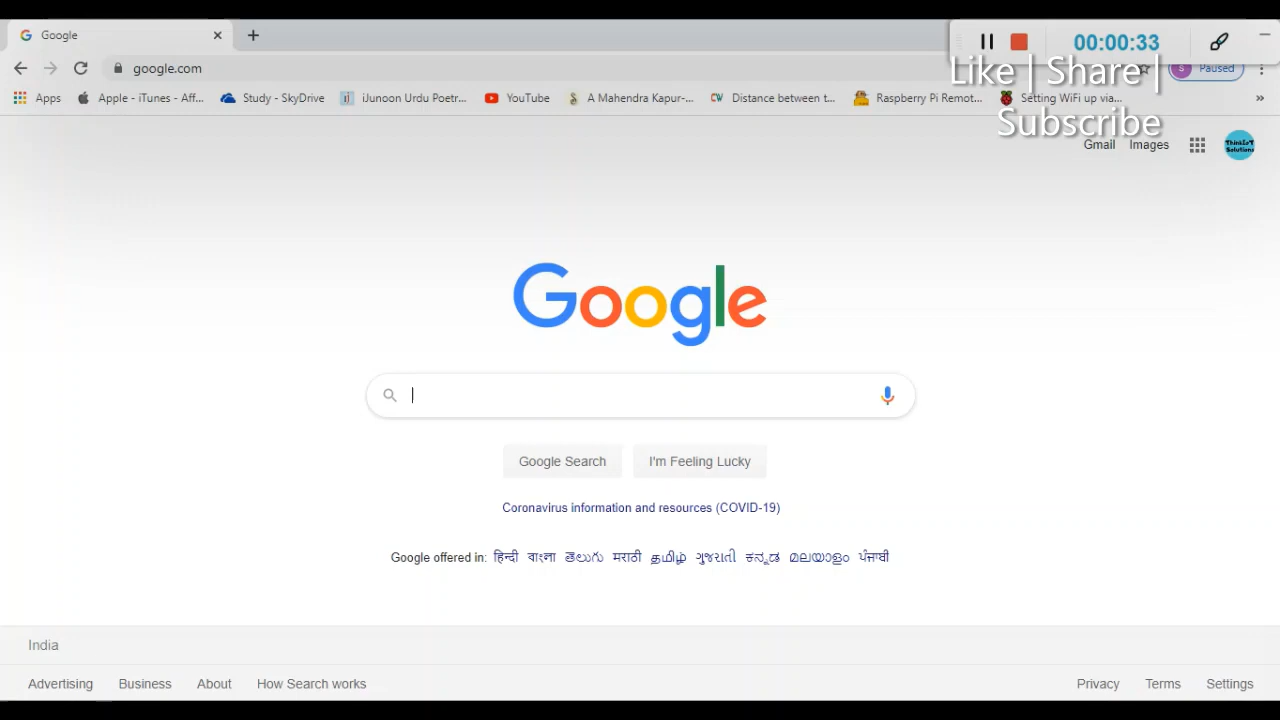 Google
00:00:33
google.com
Paused
Like | Share |
Subscribe
Apps
Apple - iTunes - Aff...
Study - SkyDrive
iJunoon Urdu Poetr...
YouTube
A Mahendra Kapur-...
Distance between t...
Raspberry Pi Remot...
Setting WiFi up via...
Gmail Images
ThinkIoT
Solutions
Google
Google Search I'm Feeling Lucky
Coronavirus information and resources (COVID-19)
Google offered in: हिन्दी বাংলা తెలుగు मराठी தமிழ் ગુજરાતી ಕನ್ನಡ മലയാളം ਪੰਜਾਬੀ
India
Advertising Business About How Search works Privacy Terms Settings